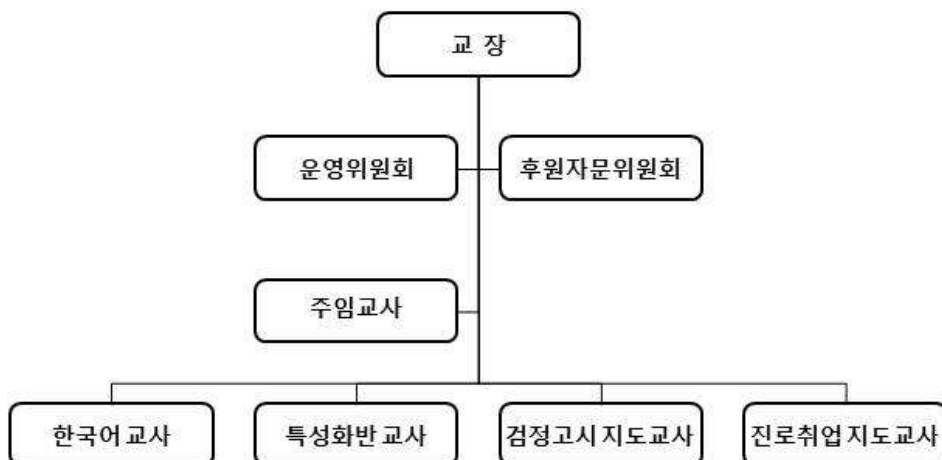 교 장
운영위원회
후원자문위원회
주임교사
한국어 교사
특성화반 교사
검정고시 지도교사
진로취업 지도교사